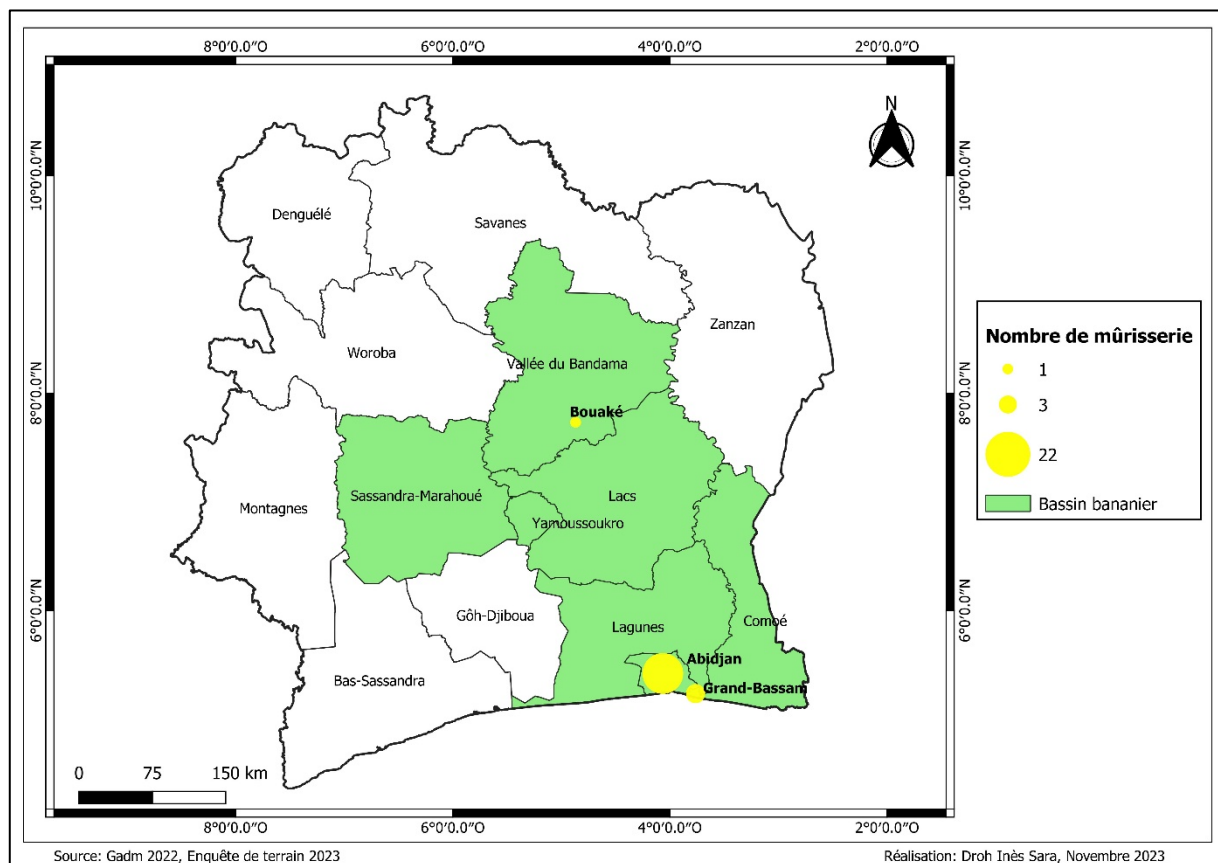 8°0'0.0"O 6°0'0.0"O 4°0'0.0"O 2°0'0.0"O
10°0'0.0"N 10°0'0.0"N
N
Denguélé
Savanes
Zanzan
Woroba
Vallée du Bandama
8°0'0.0"N 8°0'0.0"N
Bouaké
Sassandra-Marahoué
Lacs
Montagnes
Yamoussoukro
6°0'0.0"N 6°0'0.0"N
Gôh-Djiboua
Lagunes
Comoé
Abidjan
Bas-Sassandra
Grand-Bassam
0 75 150 km
8°0'0.0"O 6°0'0.0"O 4°0'0.0"O 2°0'0.0"O
Nombre de mûrisserie
1
3
22
Bassin bananier
Source: Gadm 2022, Enquête de terrain 2023
Réalisation: Droh Inès Sara, Novembre 2023